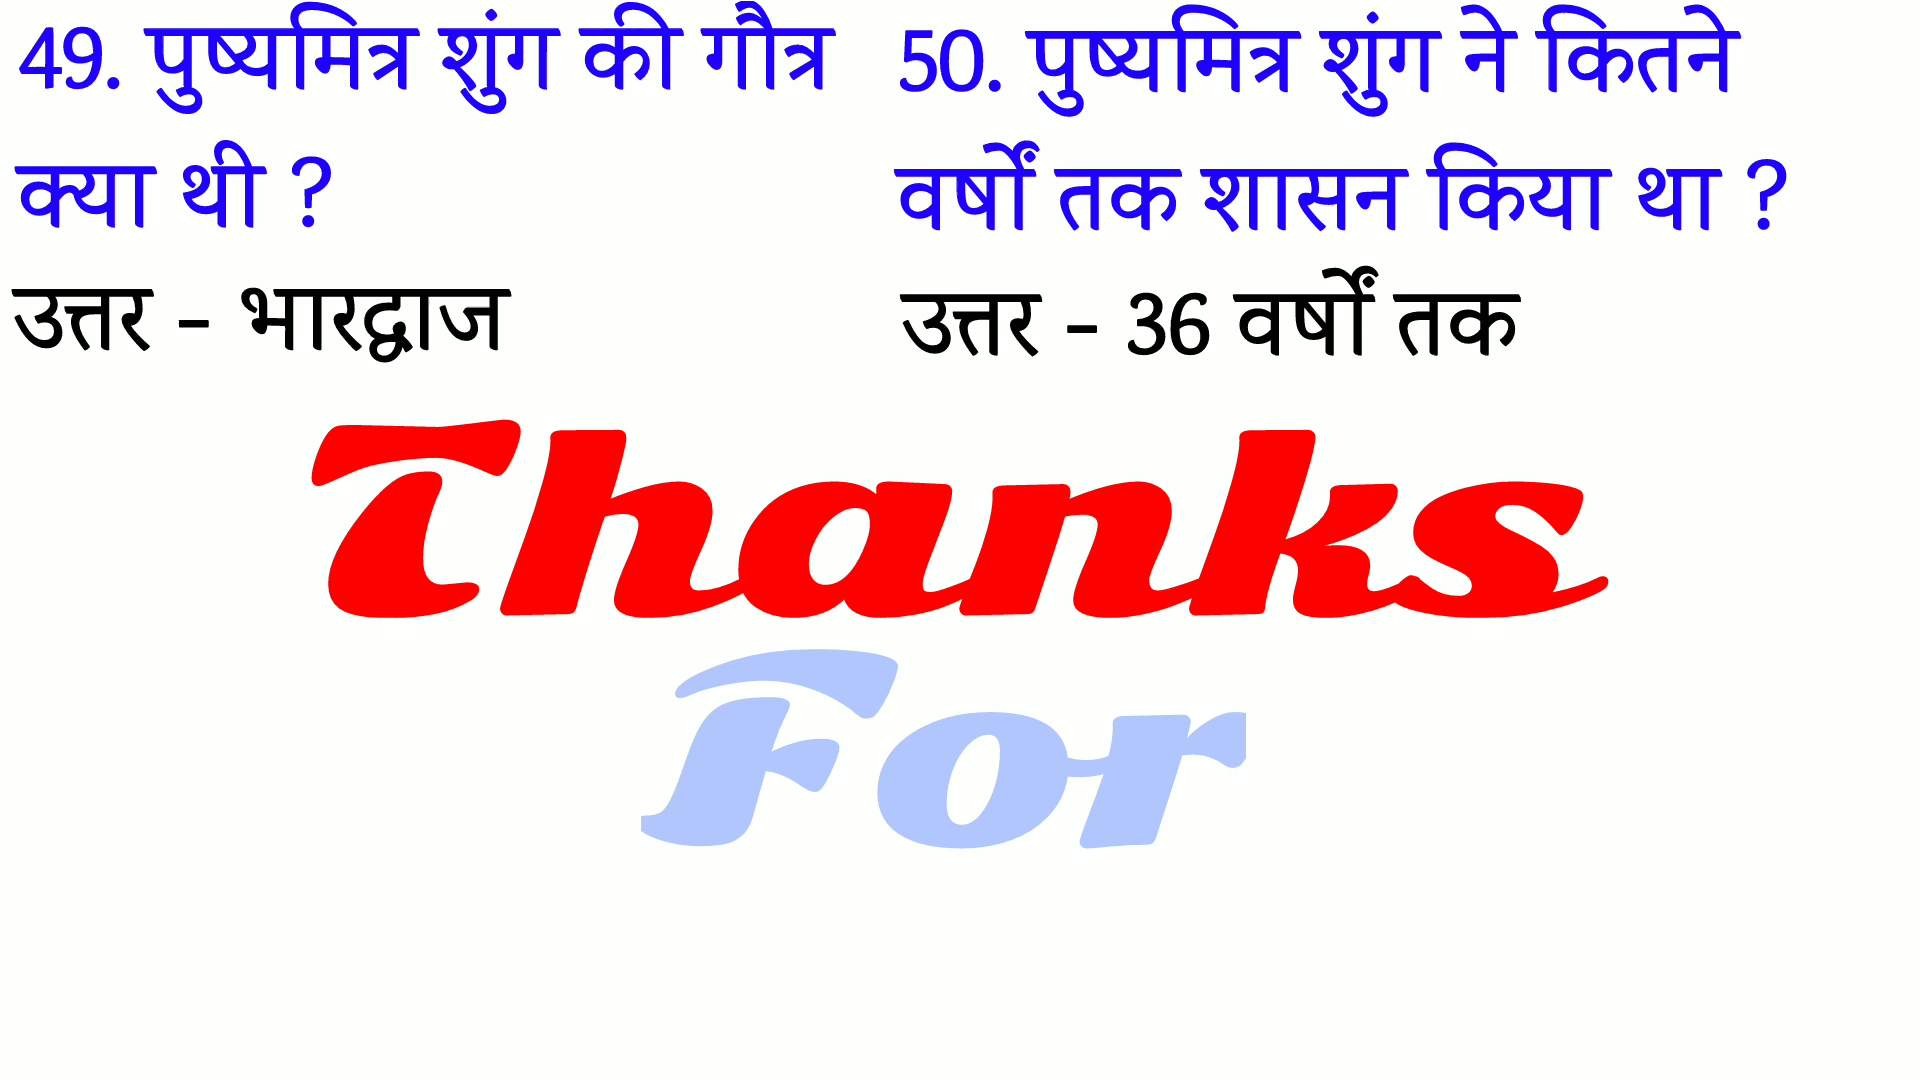 49. पुष्यमित्र शुंग की गौत्र
क्या थी ?
उत्तर - भारद्वाज
50. पुष्यमित्र शुंग ने कितने
वर्षों तक शासन किया था ?
उत्तर - 36 वर्षों तक
Thanks
For